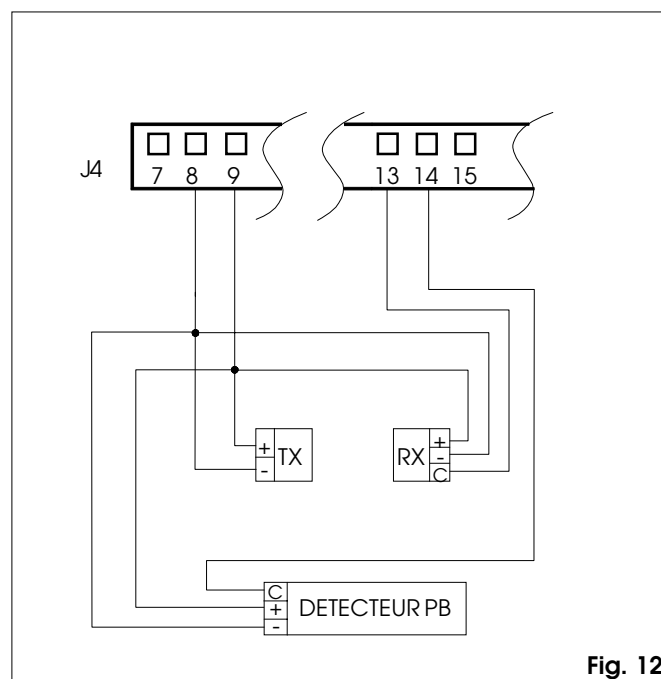 J4
7 8 9 13 14 15
+ TX
-
RX +
-
C
C
+ DETECTEUR PB
-
Fig. 12